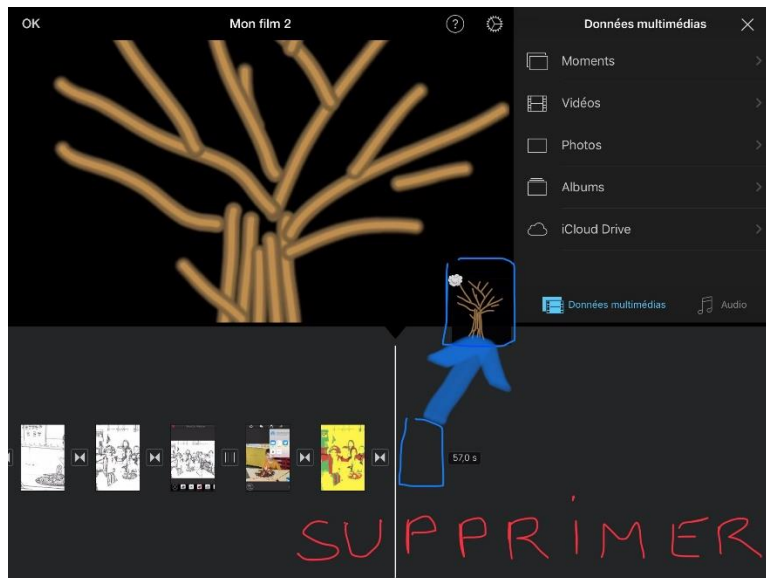 OK Mon film 2 ? Données multimédias
Moments
Vidéos
Photos
Albums
iCloud Drive
Données multimédias Audio
57,0 s
SUPPRIMER